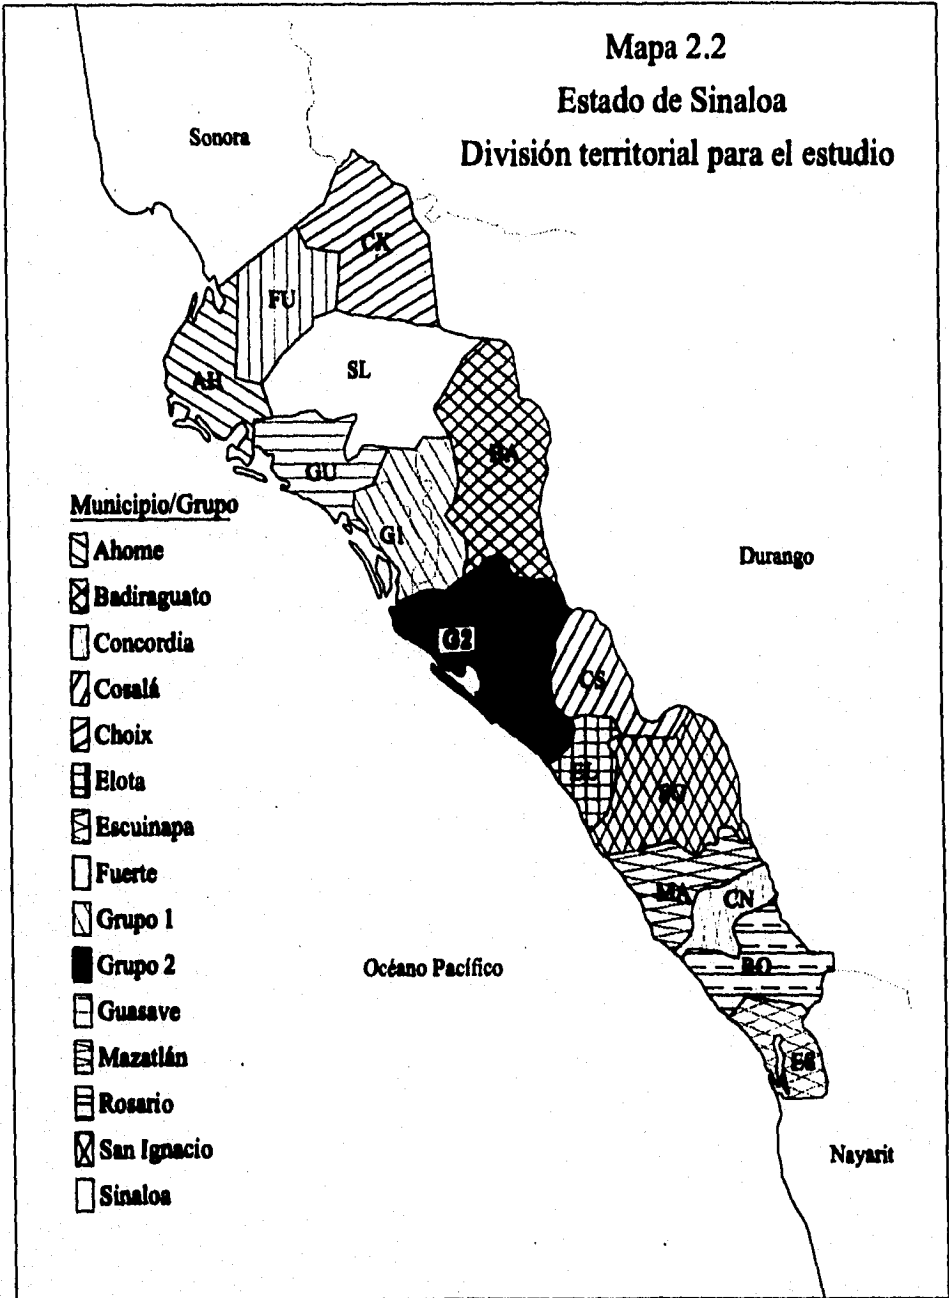 Mapa 2.2
Estado de Sinaloa
División territorial para el estudio
Sonora
CX
FU
SL
AH
BA
GU
G1
Municipio/Grupo
Ahome
Badiraguato
Concordia
Cosalá
Choix
Elota
Escuinapa
Fuerte
Grupo 1
Grupo 2
Guasave
Mazatlán
Rosario
San Ignacio
Sinaloa
Durango
G2
CS
EL
MA
CN
RO
Océano Pacífico
ES
Nayarit